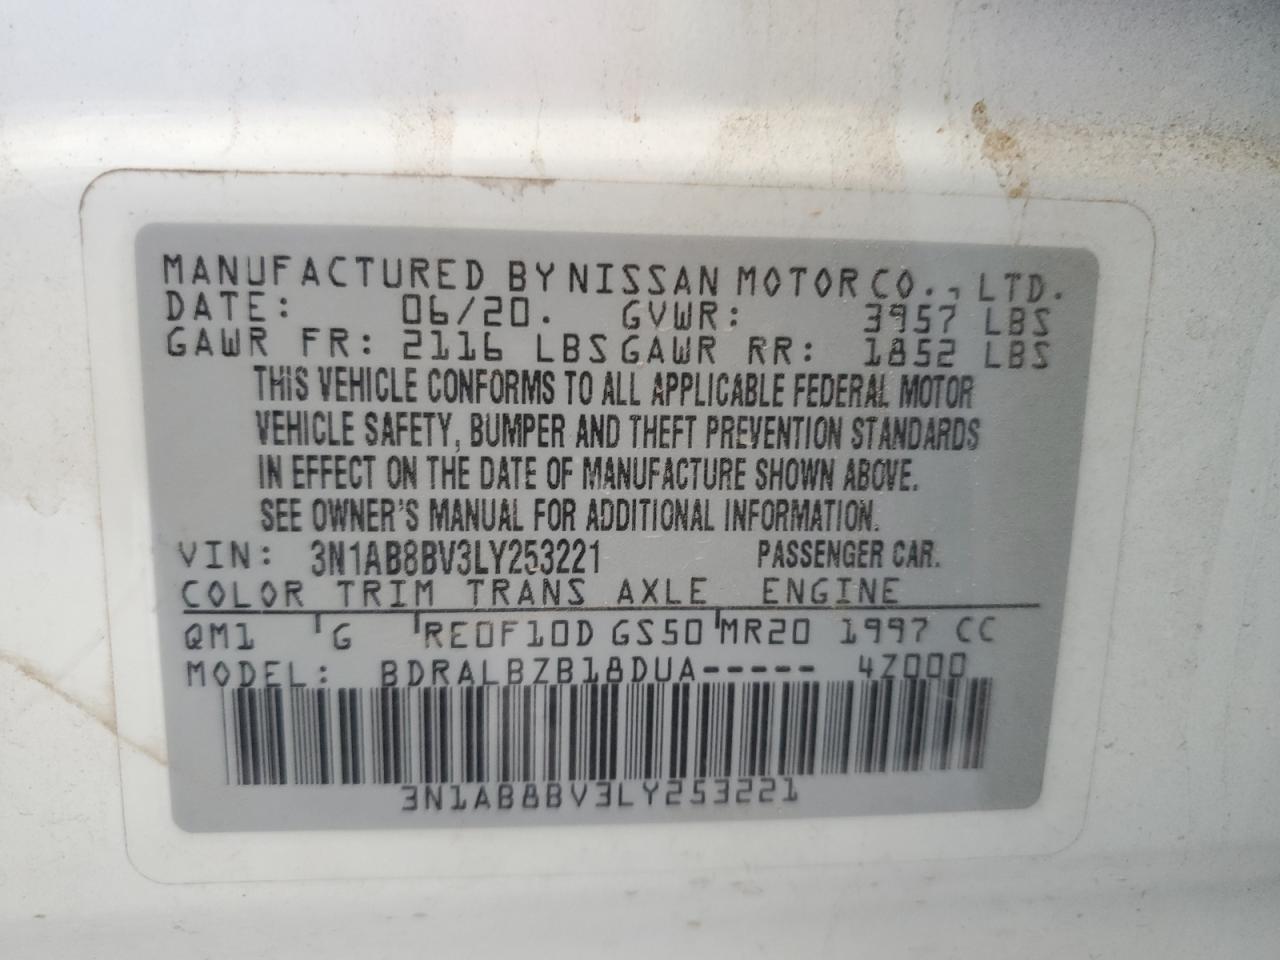 MANUFACTURED BY NISSAN MOTOR CO., LTD.
DATE: 06/20. GVWR: 3957 LBS
GAWR FR: 2116 LBS GAWR RR: 1852 LBS
THIS VEHICLE CONFORMS TO ALL APPLICABLE FEDERAL MOTOR
VEHICLE SAFETY, BUMPER AND THEFT PREVENTION STANDARDS
IN EFFECT ON THE DATE OF MANUFACTURE SHOWN ABOVE.
SEE OWNER'S MANUAL FOR ADDITIONAL INFORMATION.
VIN: 3N1AB8BV3LY253221 PASSENGER CAR.
COLOR TRIM TRANS AXLE ENGINE
QM1 G RE0F10D GS50 MR20 1997 CC
MODEL: BDRALBZB18DUA----- 4Z000
3N1AB8BV3LY253221